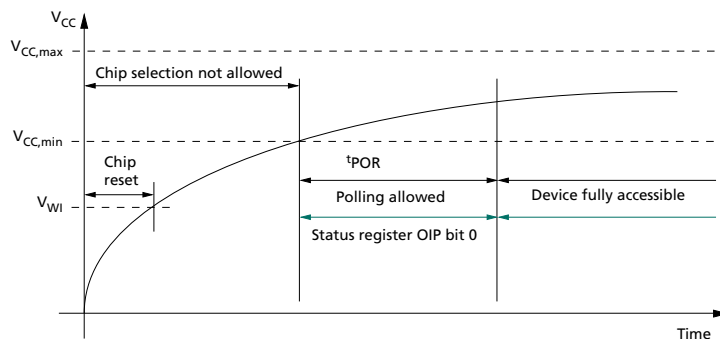 VCC
VCC,max
Chip selection not allowed
VCC,min
Chip
reset
tPOR
VWI
Polling allowed
Device fully accessible
Status register OIP bit 0
Time